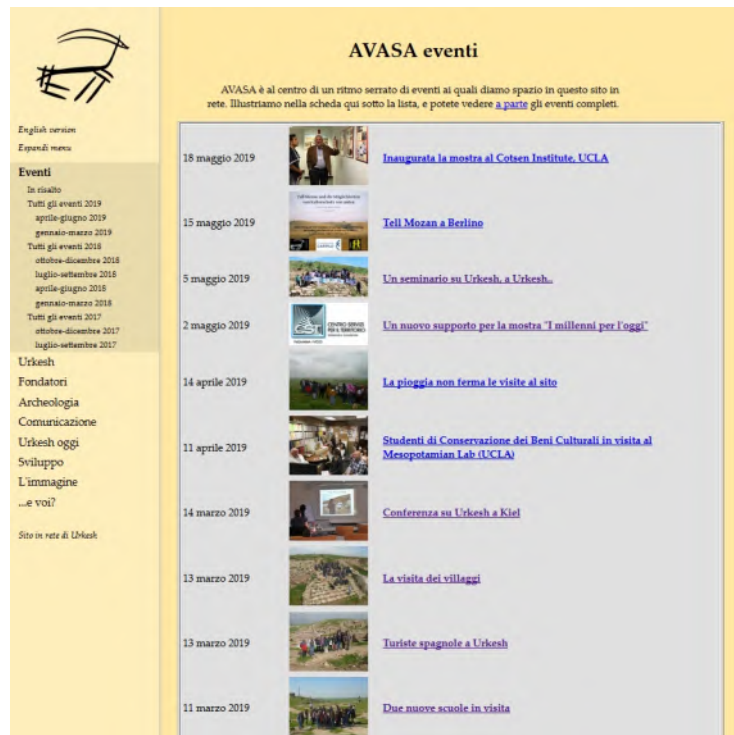 English version
Espandi menu
Eventi
In risalto
Tutti gli eventi 2019
aprile-giugno 2019
gennaio-marzo 2019
Tutti gli eventi 2018
ottobre-dicembre 2018
luglio-settembre 2018
aprile-giugno 2018
gennaio-marzo 2018
Tutti gli eventi 2017
ottobre-dicembre 2017
luglio-settembre 2017
Urkesh
Fondatori
Archeologia
Comunicazione
Urkesh oggi
Sviluppo
L'immagine
...e voi?
Sito in rete di Urkesh
AVASA eventi
AVASA è al centro di un ritmo serrato di eventi ai quali diamo spazio in questo sito in
rete. Illustriamo nella scheda qui sotto la lista, e potete vedere a parte gli eventi completi.
18 maggio 2019
Inaugurata la mostra al Cotsen Institute, UCLA
15 maggio 2019
Tell Mozan a Berlino
5 maggio 2019
Un seminario su Urkesh, a Urkesh..
2 maggio 2019
CST CENTRO SERVIZI
PER IL TERRITORIO
Un nuovo supporto per la mostra "I millenni per l'oggi"
14 aprile 2019
La pioggia non ferma le visite al sito
11 aprile 2019
Studenti di Conservazione dei Beni Culturali in visita al
Mesopotamian Lab (UCLA)
14 marzo 2019
Conferenza su Urkesh a Kiel
13 marzo 2019
La visita dei villaggi
13 marzo 2019
Turiste spagnole a Urkesh
11 marzo 2019
Due nuove scuole in visita